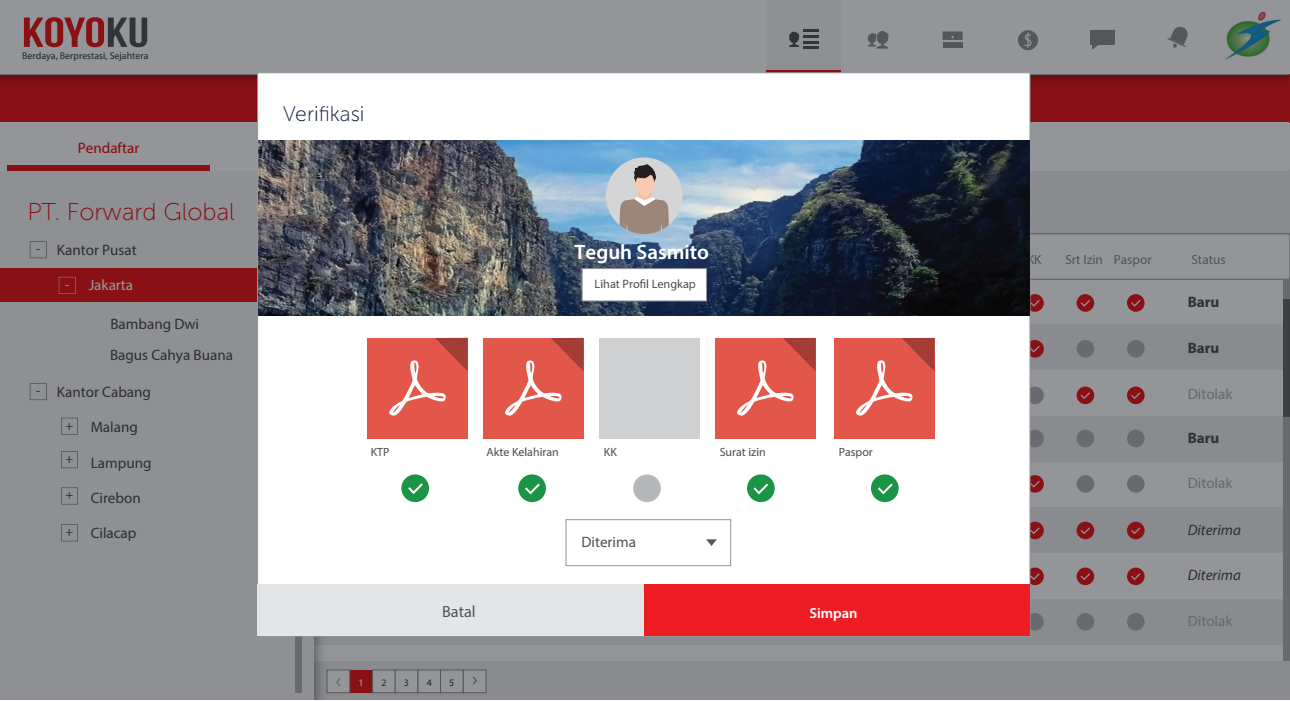 KOYOKU
Berdaya, Berprestasi, Sejahtera
$
Verifikasi
Pendaftar
Teguh Sasmito
Lihat Profil Lengkap
PT. Forward Global
- Kantor Pusat
- Jakarta
Bambang Dwi
Bagus Cahya Buana
- Kantor Cabang
+ Malang
+ Lampung
+ Cirebon
+ Cilacap
KK Srt Izin Paspor Status
Baru
Baru
Ditolak
Baru
Ditolak
Diterima
Diterima
Ditolak
KTP Akte Kelahiran KK Surat izin Paspor
Diterima
Batal Simpan
< 1 2 3 4 5 >